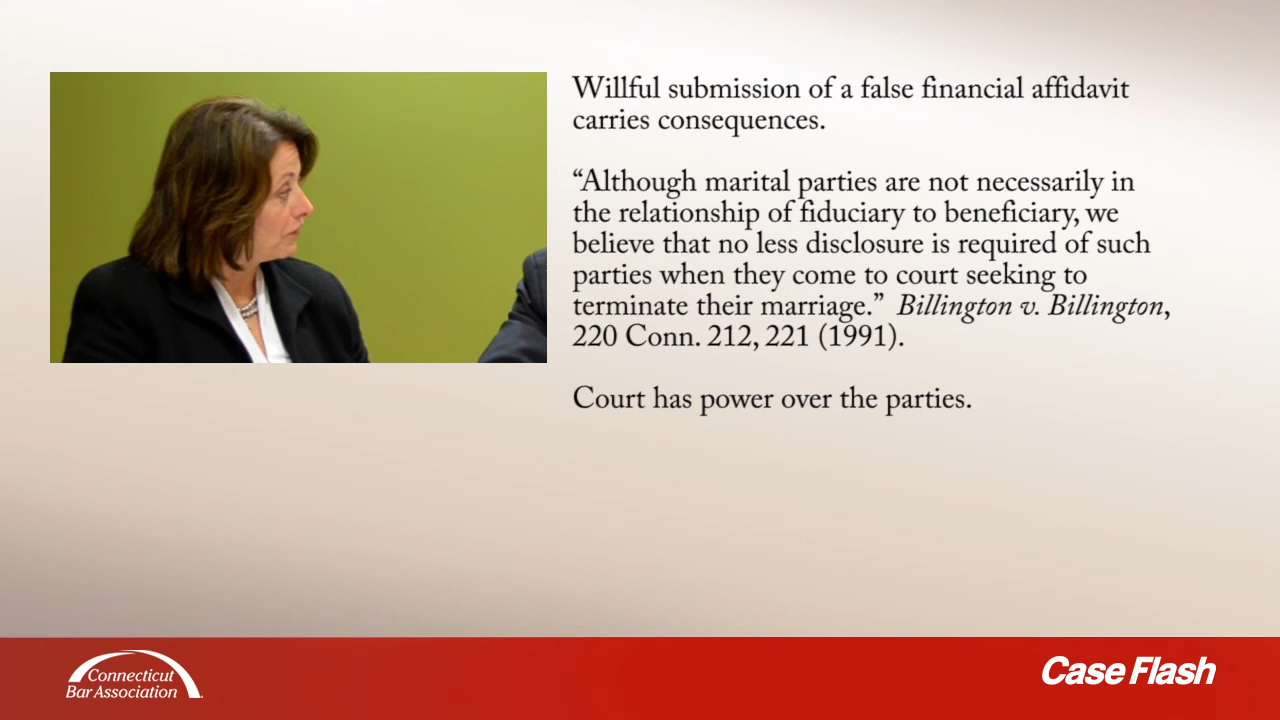 Willful submission of a false financial affidavit
carries consequences.
“Although marital parties are not necessarily in
the relationship of fiduciary to beneficiary, we
believe that no less disclosure is required of such
parties when they come to court seeking to
terminate their marriage.” Billington v. Billington,
220 Conn. 212, 221 (1991).
Court has power over the parties.
Connecticut
Bar Association
Case Flash